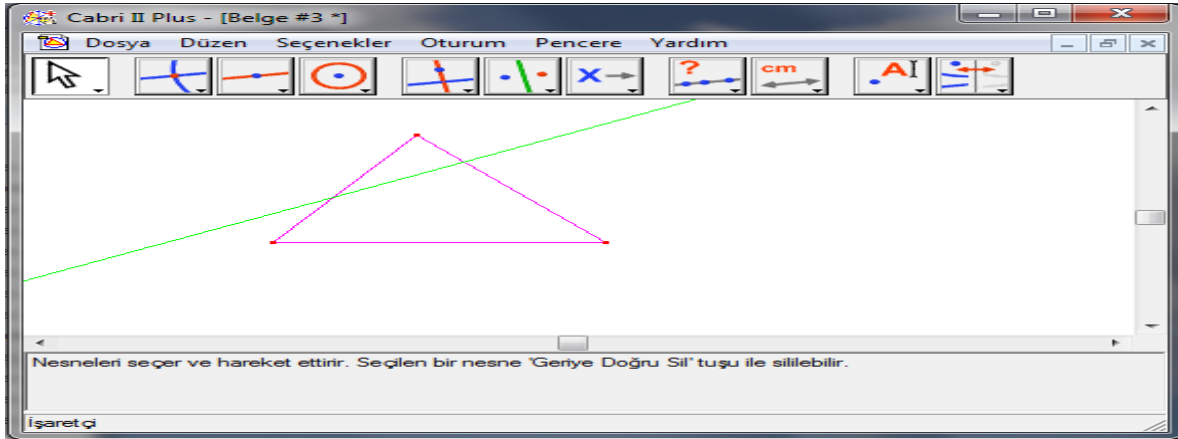 Cabri II Plus - [Belge #3 *]
Dosya Düzen Seçenekler Oturum Pencere Yardım
X ? cm A
Nesneleri seçer ve hareket ettirir. Seçilen bir nesne 'Geriye Doğru Sil' tuşu ile sililebilir.
İşaretçi